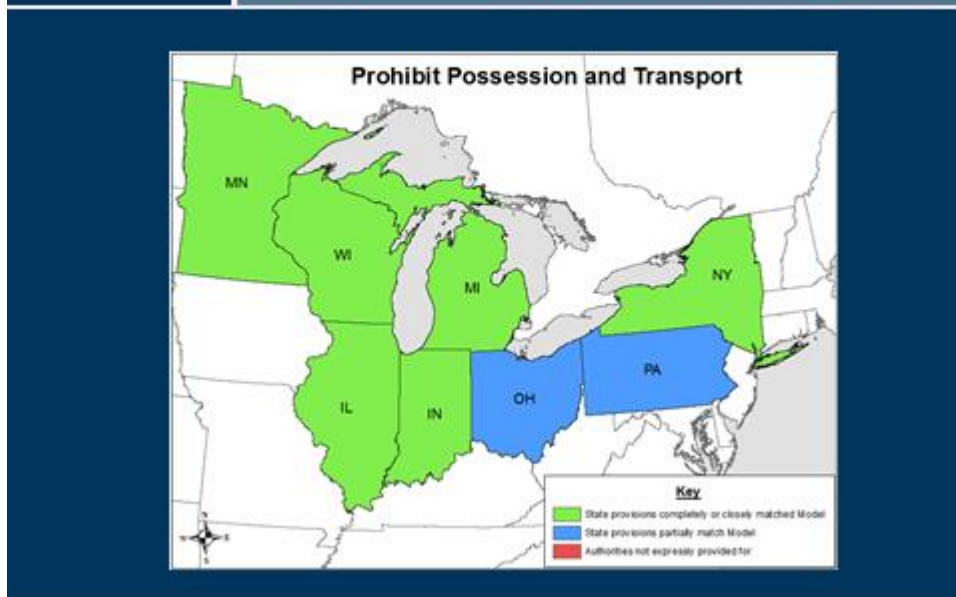 Prohibit Possession and Transport
MN
WI
MI
NY
PA
OH
IL
IN
Key
State provisions completely or closely matched Model
State provisions partially match Model
Authorities not expressly provided for